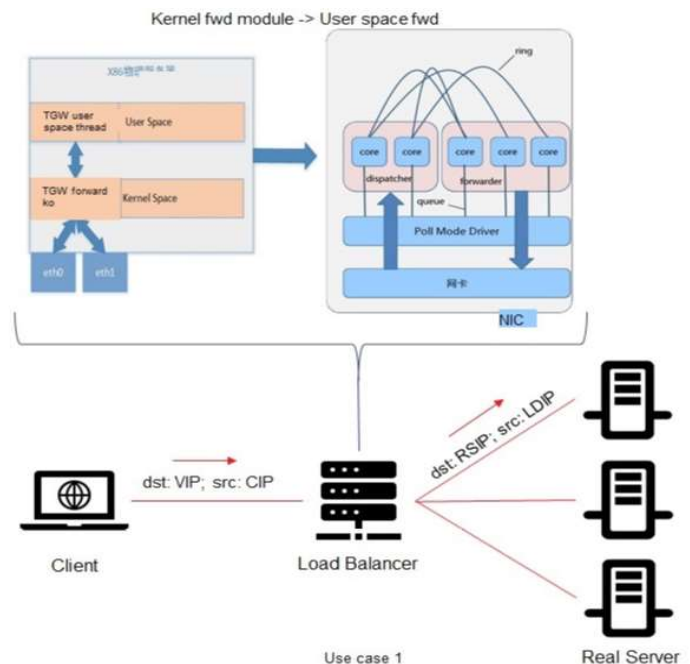 Kernel fwd module -> User space fwd
X86
TGW user
space thread
User Space
TGW forward
ko
Kernel Space
eth0
eth1
ring
core
core
core
core
core
dispatcher
forwarder
queue
Poll Mode Driver
网卡
NIC
dst: VIP; src: CIP
dst: RSIP; src: LDIP
Client
Load Balancer
Real Server
Use case 1